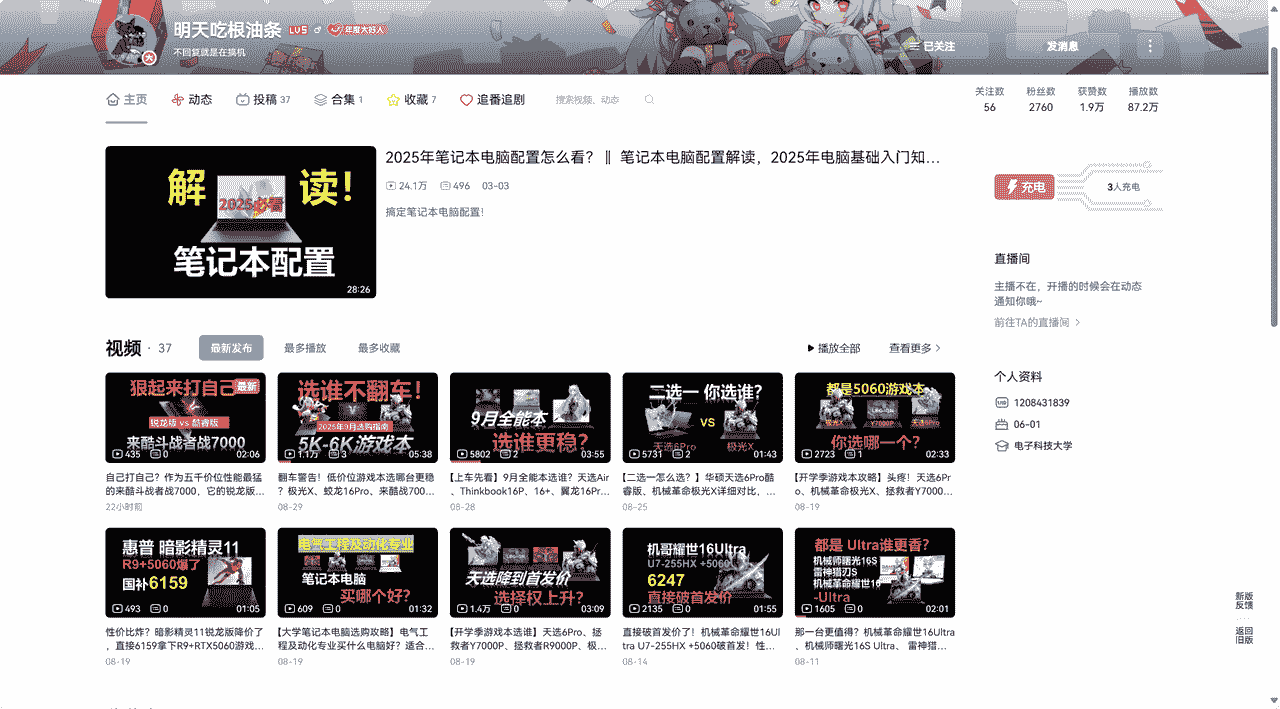 明天吃根油条 LV5 ♂ 年度大好人
不回复就是在搞机
已关注
发消息
主页 动态 投稿 37 合集 1 收藏 7 追番追剧 搜索视频、动态
关注数 粉丝数 获赞数 播放数
56 2760 1.9万 87.2万
解 读!
2025必看
笔记本配置
28:26
2025年笔记本电脑配置怎么看？ ‖ 笔记本电脑配置解读，2025年电脑基础入门知…
24.1万 496 03-03
搞定笔记本电脑配置!
充电
3人充电
直播间
主播不在，开播的时候会在动态
通知你哦~
前往TA的直播间 >
个人资料
UID 1208431839
06-01
电子科技大学
视频 · 37 最新发布 最多播放 最多收藏 播放全部 查看更多 >
狠起来打自己
最新
锐龙版 vs 酷睿版
来酷斗战者战7000
435 0 02:06
自己打自己？作为五千价位性能最猛
的来酷斗战者战7000，它的锐龙版…
22小时前
选谁不翻车!
2025年9月选购指南
5K-6K游戏本
1.1万 3 05:38
翻车警告！低价位游戏本选哪台更稳
？极光X、蛟龙16Pro、来酷战700…
08-29
9月全能本
选谁更稳?
5802 2 03:55
【上车先看】9月全能本选谁？天选Air
、Thinkbook16P、16+、翼龙16Pr…
08-28
二选一 你选谁?
VS
天选6Pro 极光X
5731 2 01:43
【二选一怎么选？】华硕天选6Pro酷
睿版、机械革命极光X详细对比，…
08-25
都是5060游戏本
极光X Y7000P 天选6Pro
你选哪一个?
2723 1 02:33
【开学季游戏本攻略】头疼！天选6Pr
o、机械革命极光X、拯救者Y7000…
08-19
惠普 暗影精灵11
R9+5060爆了
国补6159
493 0 01:05
性价比炸？暗影精灵11锐龙版降价了
，直接6159拿下R9+RTX5060游戏…
08-19
电气工程及动化专业
笔记本电脑
买哪个好?
609 0 01:32
【大学笔记本电脑选购攻略】电气工
程及动化专业买什么电脑好？适合…
08-19
天选降到首发价
选择权上升?
1.4万 0 03:09
【开学季游戏本选谁】天选6Pro、拯
救者Y7000P、拯救者R9000P、极…
08-19
机哥耀世16Ultra
U7-255HX +5060
6247
直接破首发价
2135 0 01:55
直接破首发价了！机械革命耀世16Ul
tra U7-255HX +5060破首发！性…
08-14
都是 Ultra谁更香?
机械师曙光16S
雷神猎刃S
机械革命耀世16
-Ultra
1605 0 02:01
那一台更值得？机械革命耀世16Ultra
、机械师曙光16S Ultra、 雷神猎…
08-11
新版
反馈
返回
旧版